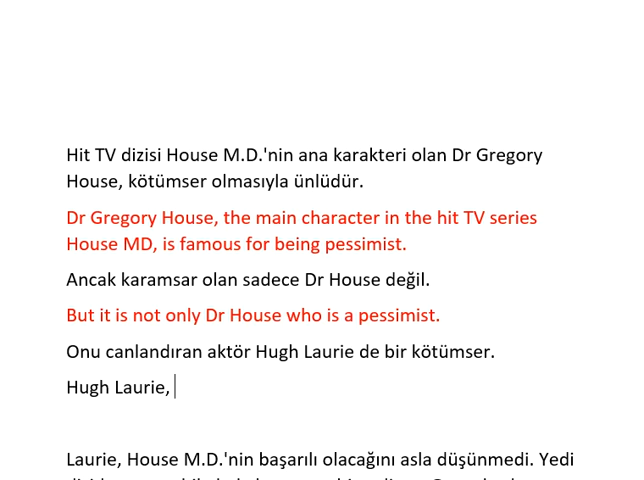 Hit TV dizisi House M.D.'nin ana karakteri olan Dr Gregory
House, kötümser olmasıyla ünlüdür.
Dr Gregory House, the main character in the hit TV series
House MD, is famous for being pessimist.
Ancak karamsar olan sadece Dr House değil.
But it is not only Dr House who is a pessimist.
Onu canlandıran aktör Hugh Laurie de bir kötümser.
Hugh Laurie,
Laurie, House M.D.'nin başarılı olacağını asla düşünmedi. Yedi